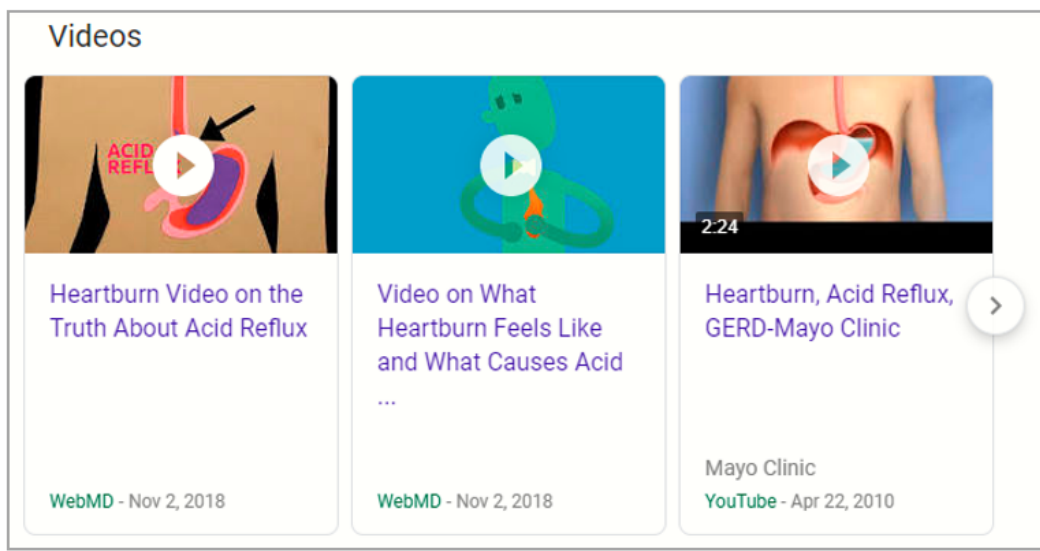 Videos
ACID
REFL
2:24
Heartburn Video on the
Truth About Acid Reflux
WebMD - Nov 2, 2018
Video on What
Heartburn Feels Like
and What Causes Acid
...
WebMD - Nov 2, 2018
Heartburn, Acid Reflux,
GERD-Mayo Clinic
Mayo Clinic
YouTube - Apr 22, 2010